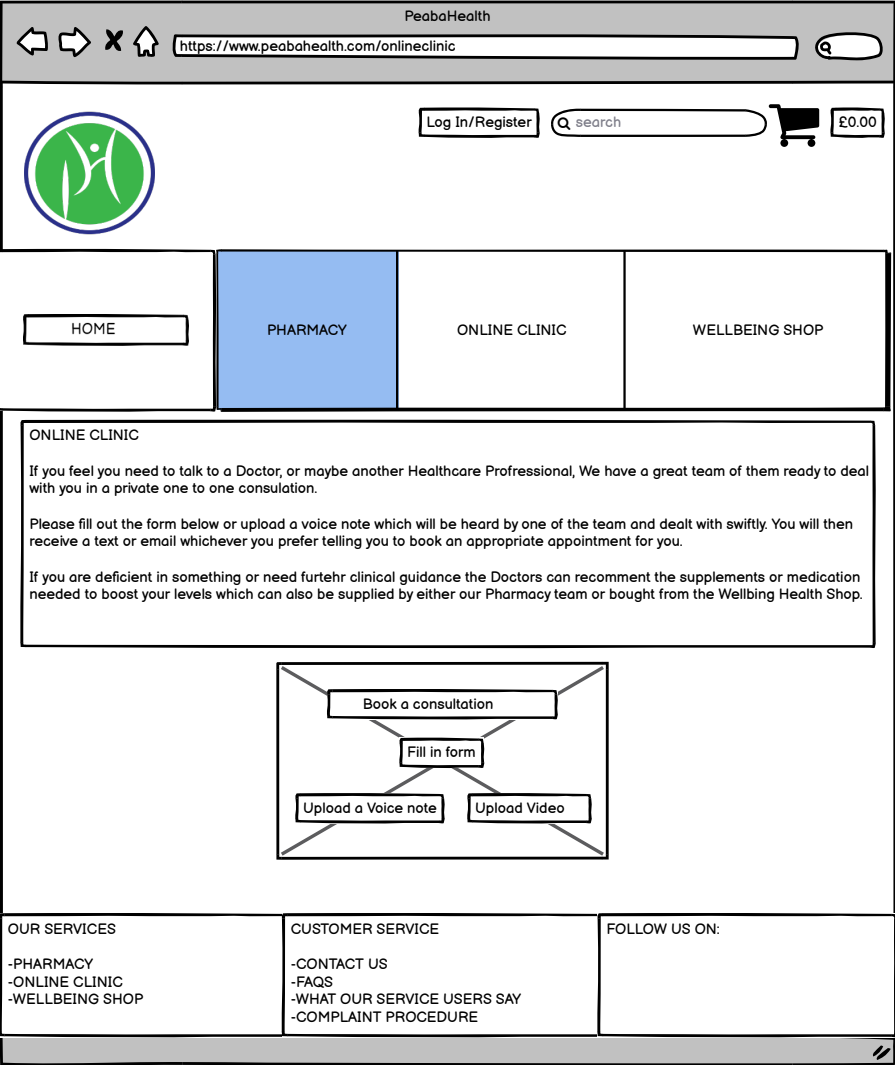 PeabaHealth
https://www.peabahealth.com/onlineclinic
Log In/Register
search
£0.00
HOME
PHARMACY
ONLINE CLINIC
WELLBEING SHOP
ONLINE CLINIC
If you feel you need to talk to a Doctor, or maybe another Healthcare Profressional, We have a great team of them ready to deal
with you in a private one to one consulation.
Please fill out the form below or upload a voice note which will be heard by one of the team and dealt with swiftly. You will then
receive a text or email whichever you prefer telling you to book an appropriate appointment for you.
If you are deficient in something or need furtehr clinical guidance the Doctors can recomment the supplements or medication
needed to boost your levels which can also be supplied by either our Pharmacy team or bought from the Wellbing Health Shop.
Book a consultation
Fill in form
Upload a Voice note
Upload Video
OUR SERVICES
-PHARMACY
-ONLINE CLINIC
-WELLBEING SHOP
CUSTOMER SERVICE
-CONTACT US
-FAQS
-WHAT OUR SERVICE USERS SAY
-COMPLAINT PROCEDURE
FOLLOW US ON: